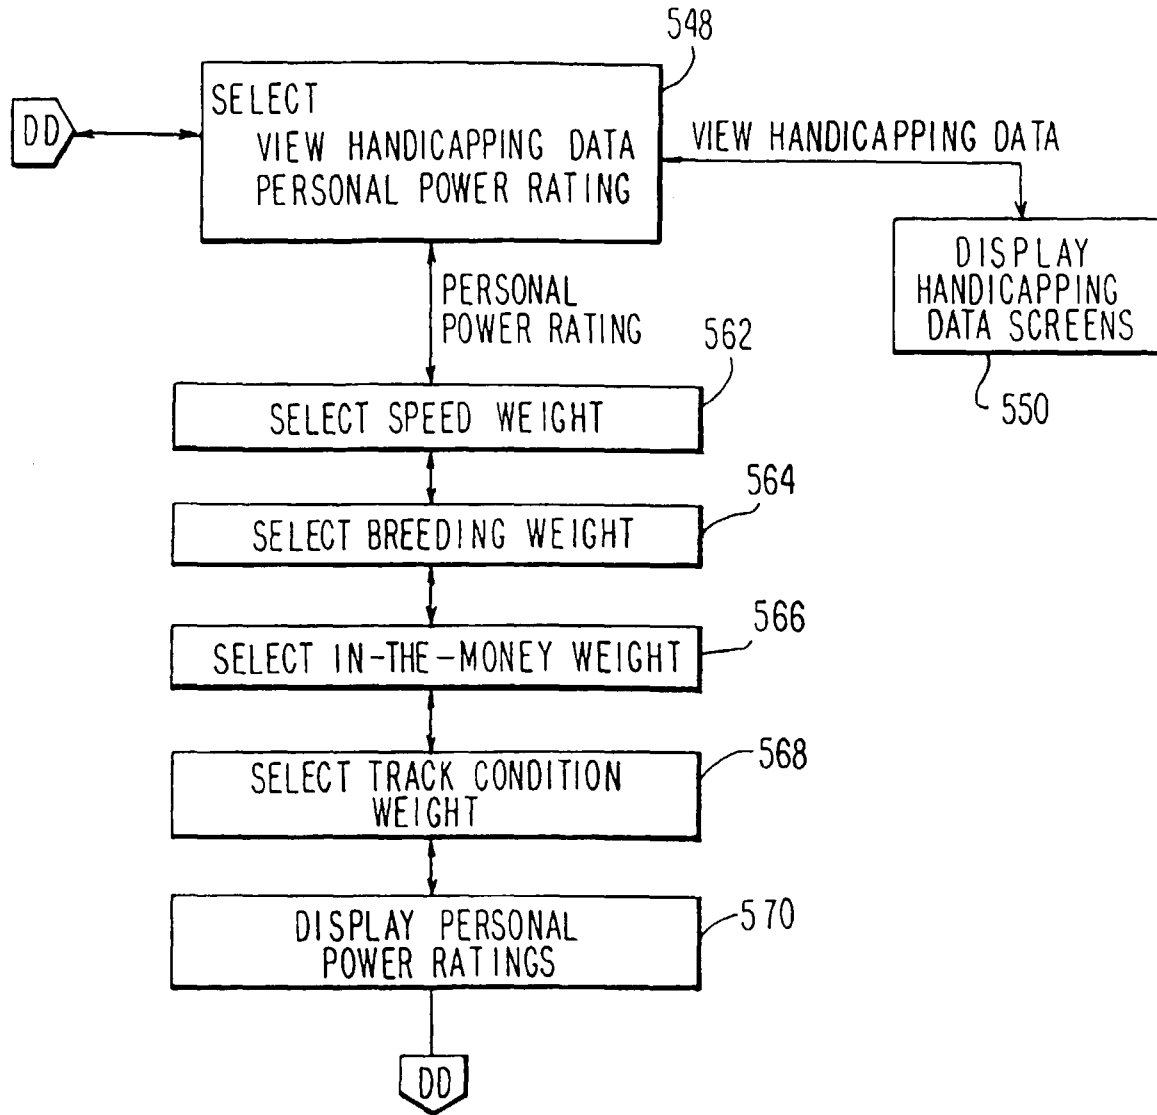 548
DD
SELECT
VIEW HANDICAPPING DATA
PERSONAL POWER RATING
VIEW HANDICAPPING DATA
DISPLAY
HANDICAPPING
DATA SCREENS
550
PERSONAL
POWER RATING
562
SELECT SPEED WEIGHT
564
SELECT BREEDING WEIGHT
566
SELECT IN-THE-MONEY WEIGHT
568
SELECT TRACK CONDITION
WEIGHT
570
DISPLAY PERSONAL
POWER RATINGS
DD